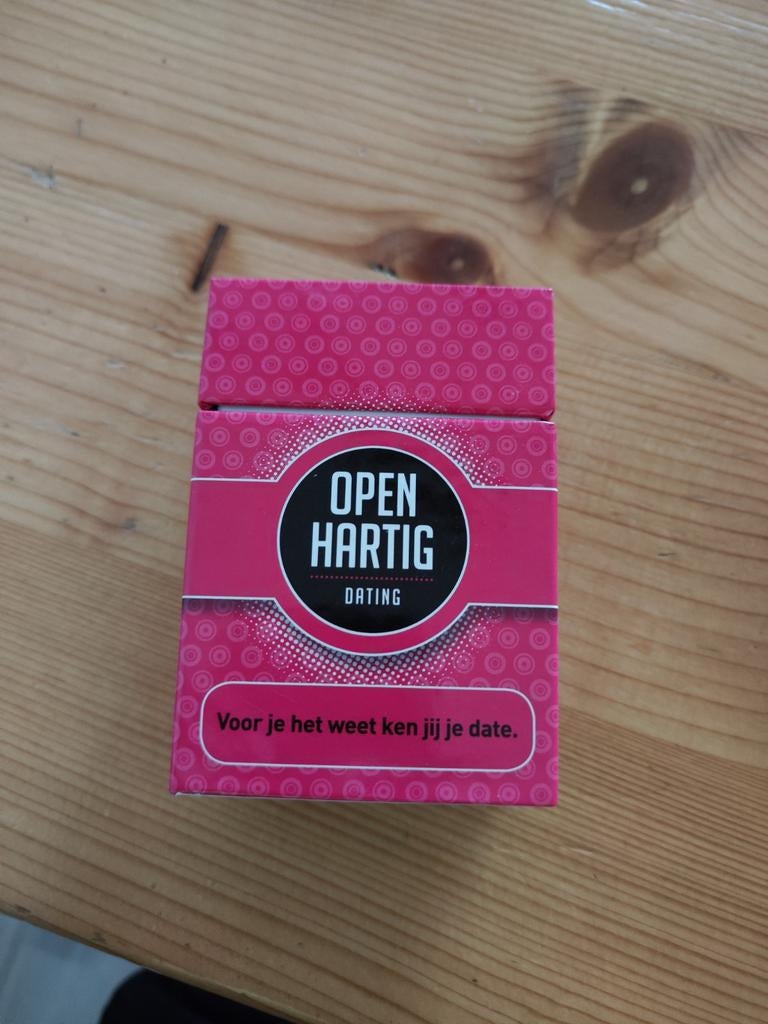 OPEN
HARTIG
DATING
Voor je het weet ken jij je date.